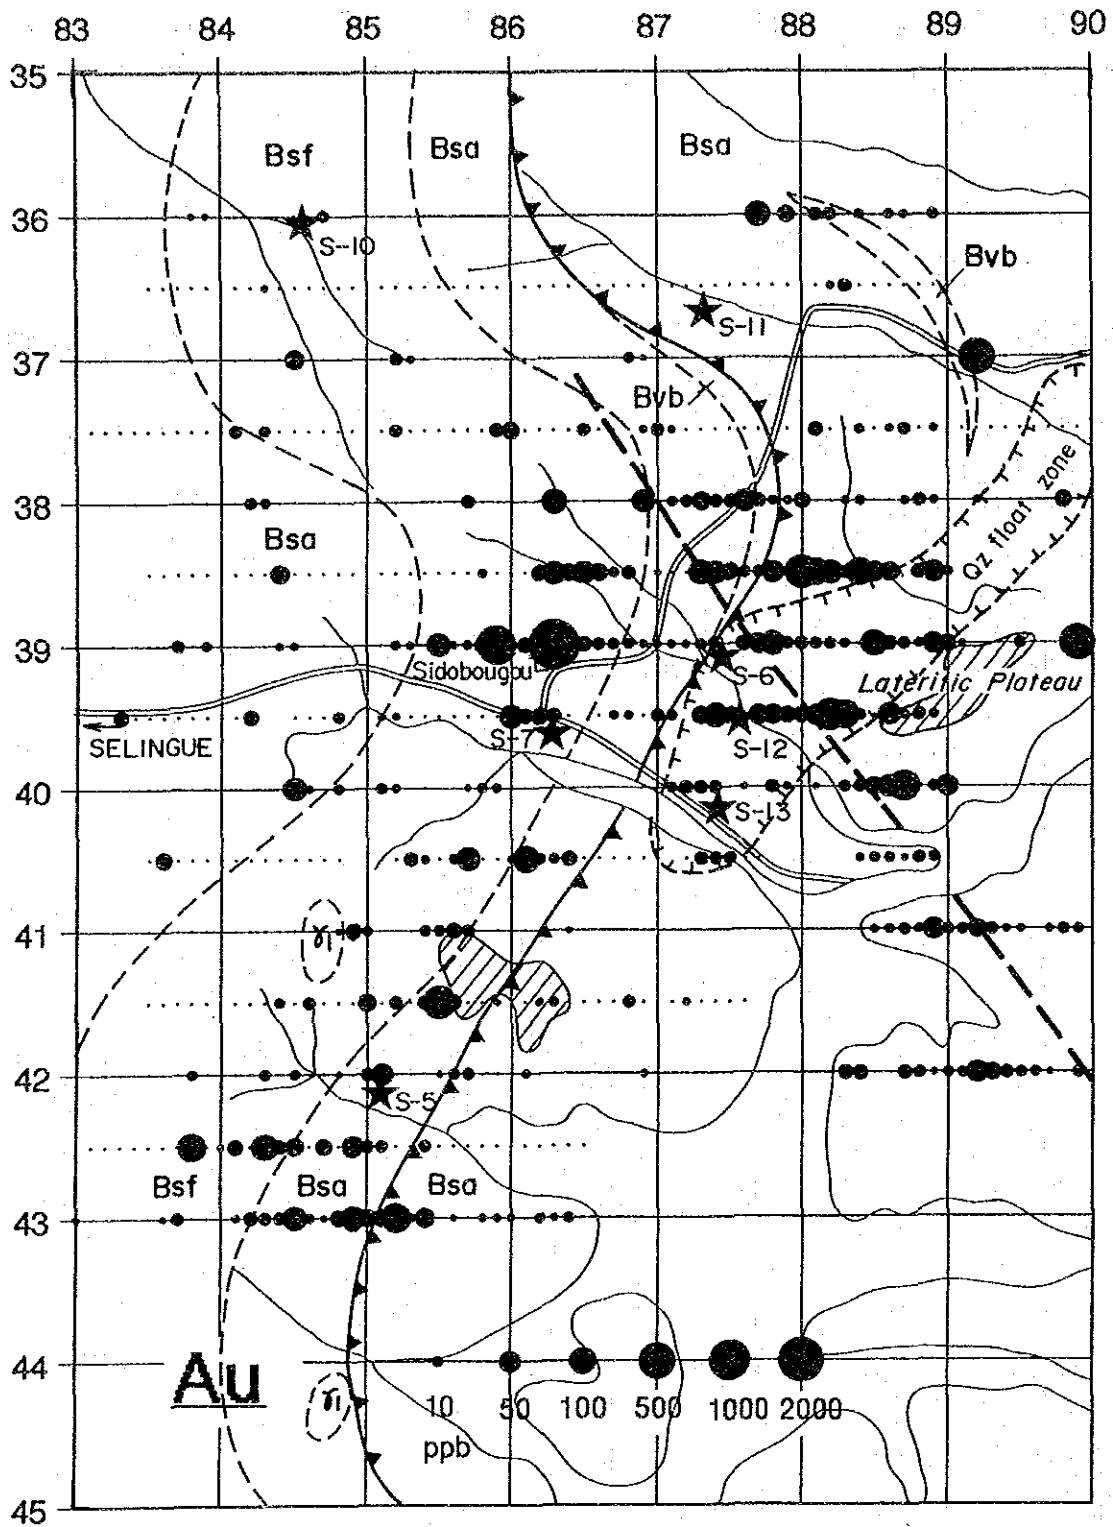 83 84 85 86 87 88 89 90
35
Bsf Bsa Bsa
36
S-10
Bvb
S-11
37
Bvb
38
Qz float zone
Bsa
39
Sidobougou
S-6
Lateritic Plateau
S-7
SELINGUE
S-12
40
S-13
41
γ1
42
S-5
Bsf Bsa Bsa
43
44
Au
γ1
10 50 100 500 1000 2000
ppb
45